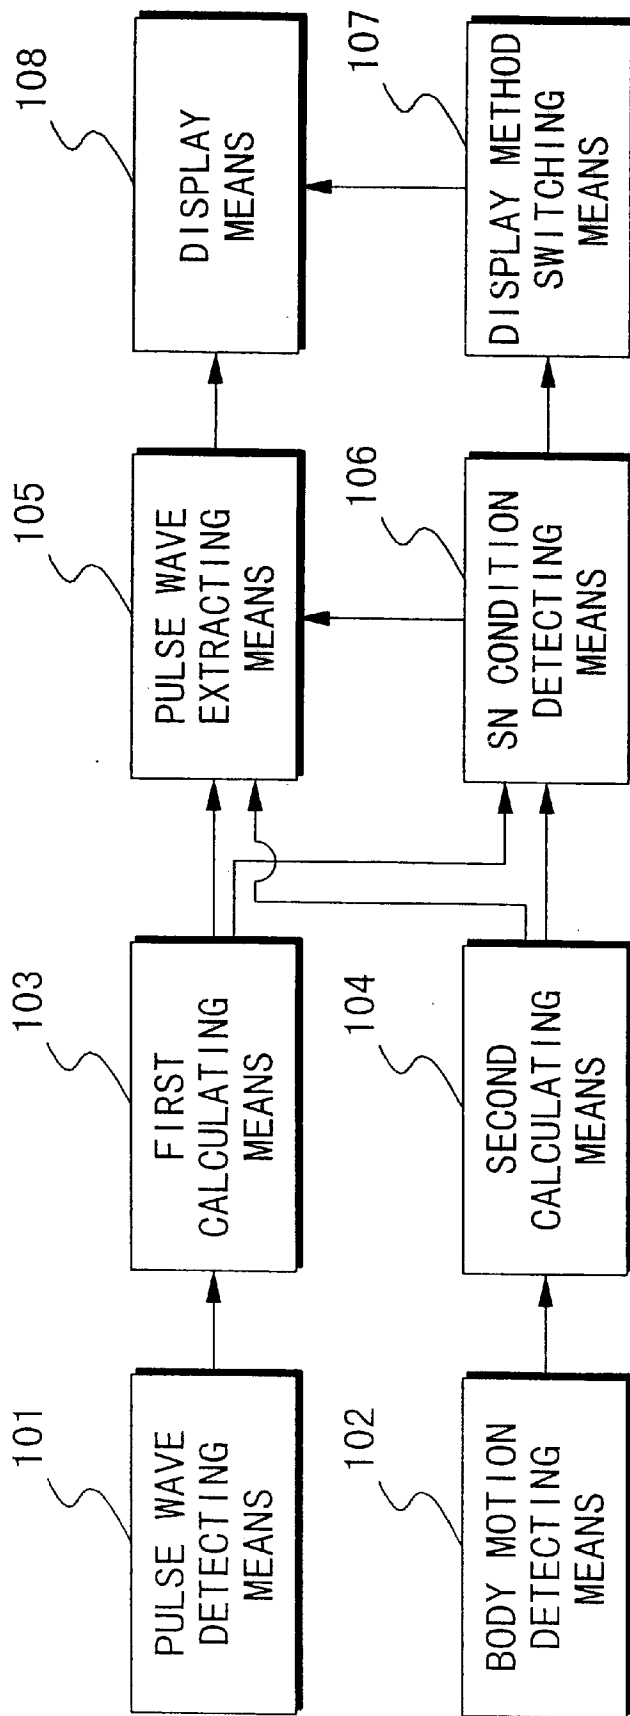 101
PULSE WAVE
DETECTING
MEANS
103
FIRST
CALCULATING
MEANS
105
PULSE WAVE
EXTRACTING
MEANS
108
DISPLAY
MEANS
102
BODY MOTION
DETECTING
MEANS
104
SECOND
CALCULATING
MEANS
106
SN CONDITION
DETECTING
MEANS
107
DISPLAY METHOD
SWITCHING
MEANS